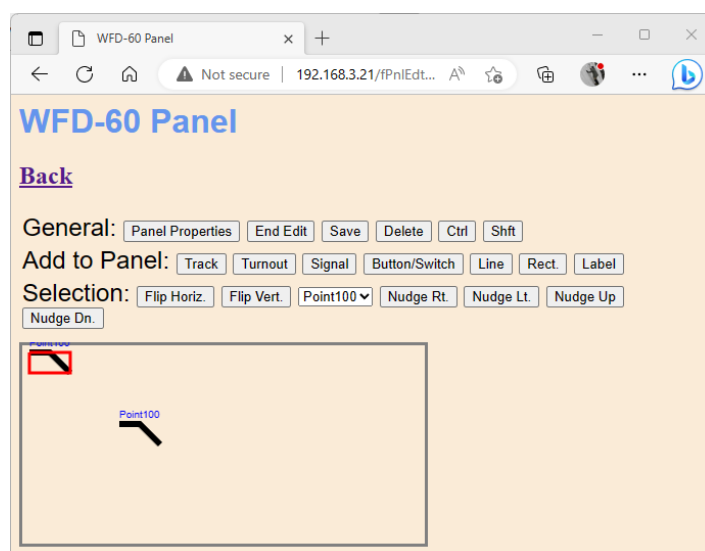 WFD-60 Panel
Not secure | 192.168.3.21/fPnlEdt...
WFD-60 Panel
Back
General: Panel Properties End Edit Save Delete Ctrl Shft
Add to Panel: Track Turnout Signal Button/Switch Line Rect. Label
Selection: Flip Horiz. Flip Vert. Point100 Nudge Rt. Nudge Lt. Nudge Up
Nudge Dn.
Point100
Point100